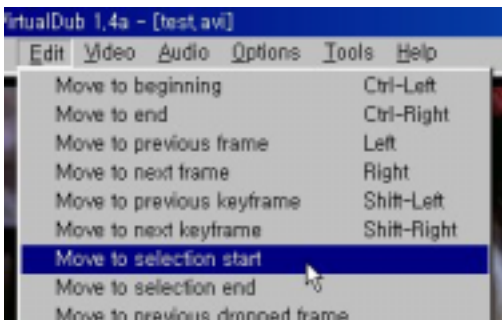 VirtualDub 1,4a - [test,avi]
Edit Video Audio Options Tools Help
Move to beginning Ctrl-Left
Move to end Ctrl-Right
Move to previous frame Left
Move to next frame Right
Move to previous keyframe Shift-Left
Move to next keyframe Shift-Right
Move to selection start
Move to selection end
Move to previous dropped frame